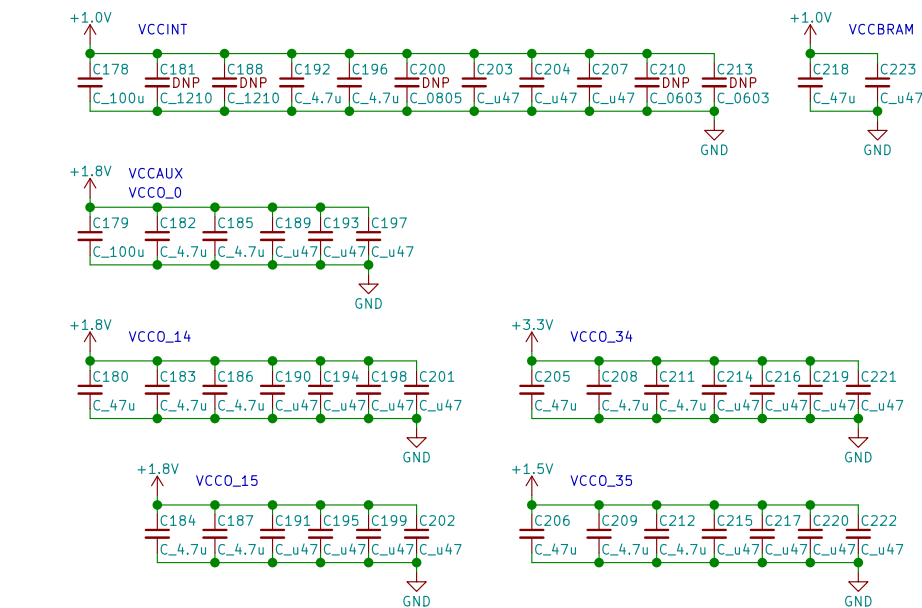 +1.0V VCCINT
C178 C181 C188 C192 C196 C200 C203 C204 C207 C210 C213
DNP DNP DNP DNP DNP
C_100u C_1210 C_1210 C_4.7u C_4.7u C_0805 C_u47 C_u47 C_u47 C_0603 C_0603
GND
+1.0V VCCBRAM
C218 C223
C_47u C_u47
GND
+1.8V VCCAUX
VCCO_0
C179 C182 C185 C189 C193 C197
C_100u C_4.7u C_4.7u C_u47 C_u47 C_u47
GND
+1.8V VCCO_14
C180 C183 C186 C190 C194 C198 C201
C_47u C_4.7u C_4.7u C_u47 C_u47 C_u47 C_u47
GND
+3.3V VCCO_34
C205 C208 C211 C214 C216 C219 C221
C_47u C_4.7u C_4.7u C_u47 C_u47 C_u47 C_u47
GND
+1.8V VCCO_15
C184 C187 C191 C195 C199 C202
C_4.7u C_4.7u C_u47 C_u47 C_u47 C_u47
GND
+1.5V VCCO_35
C206 C209 C212 C215 C217 C220 C222
C_47u C_4.7u C_4.7u C_u47 C_u47 C_u47 C_u47
GND